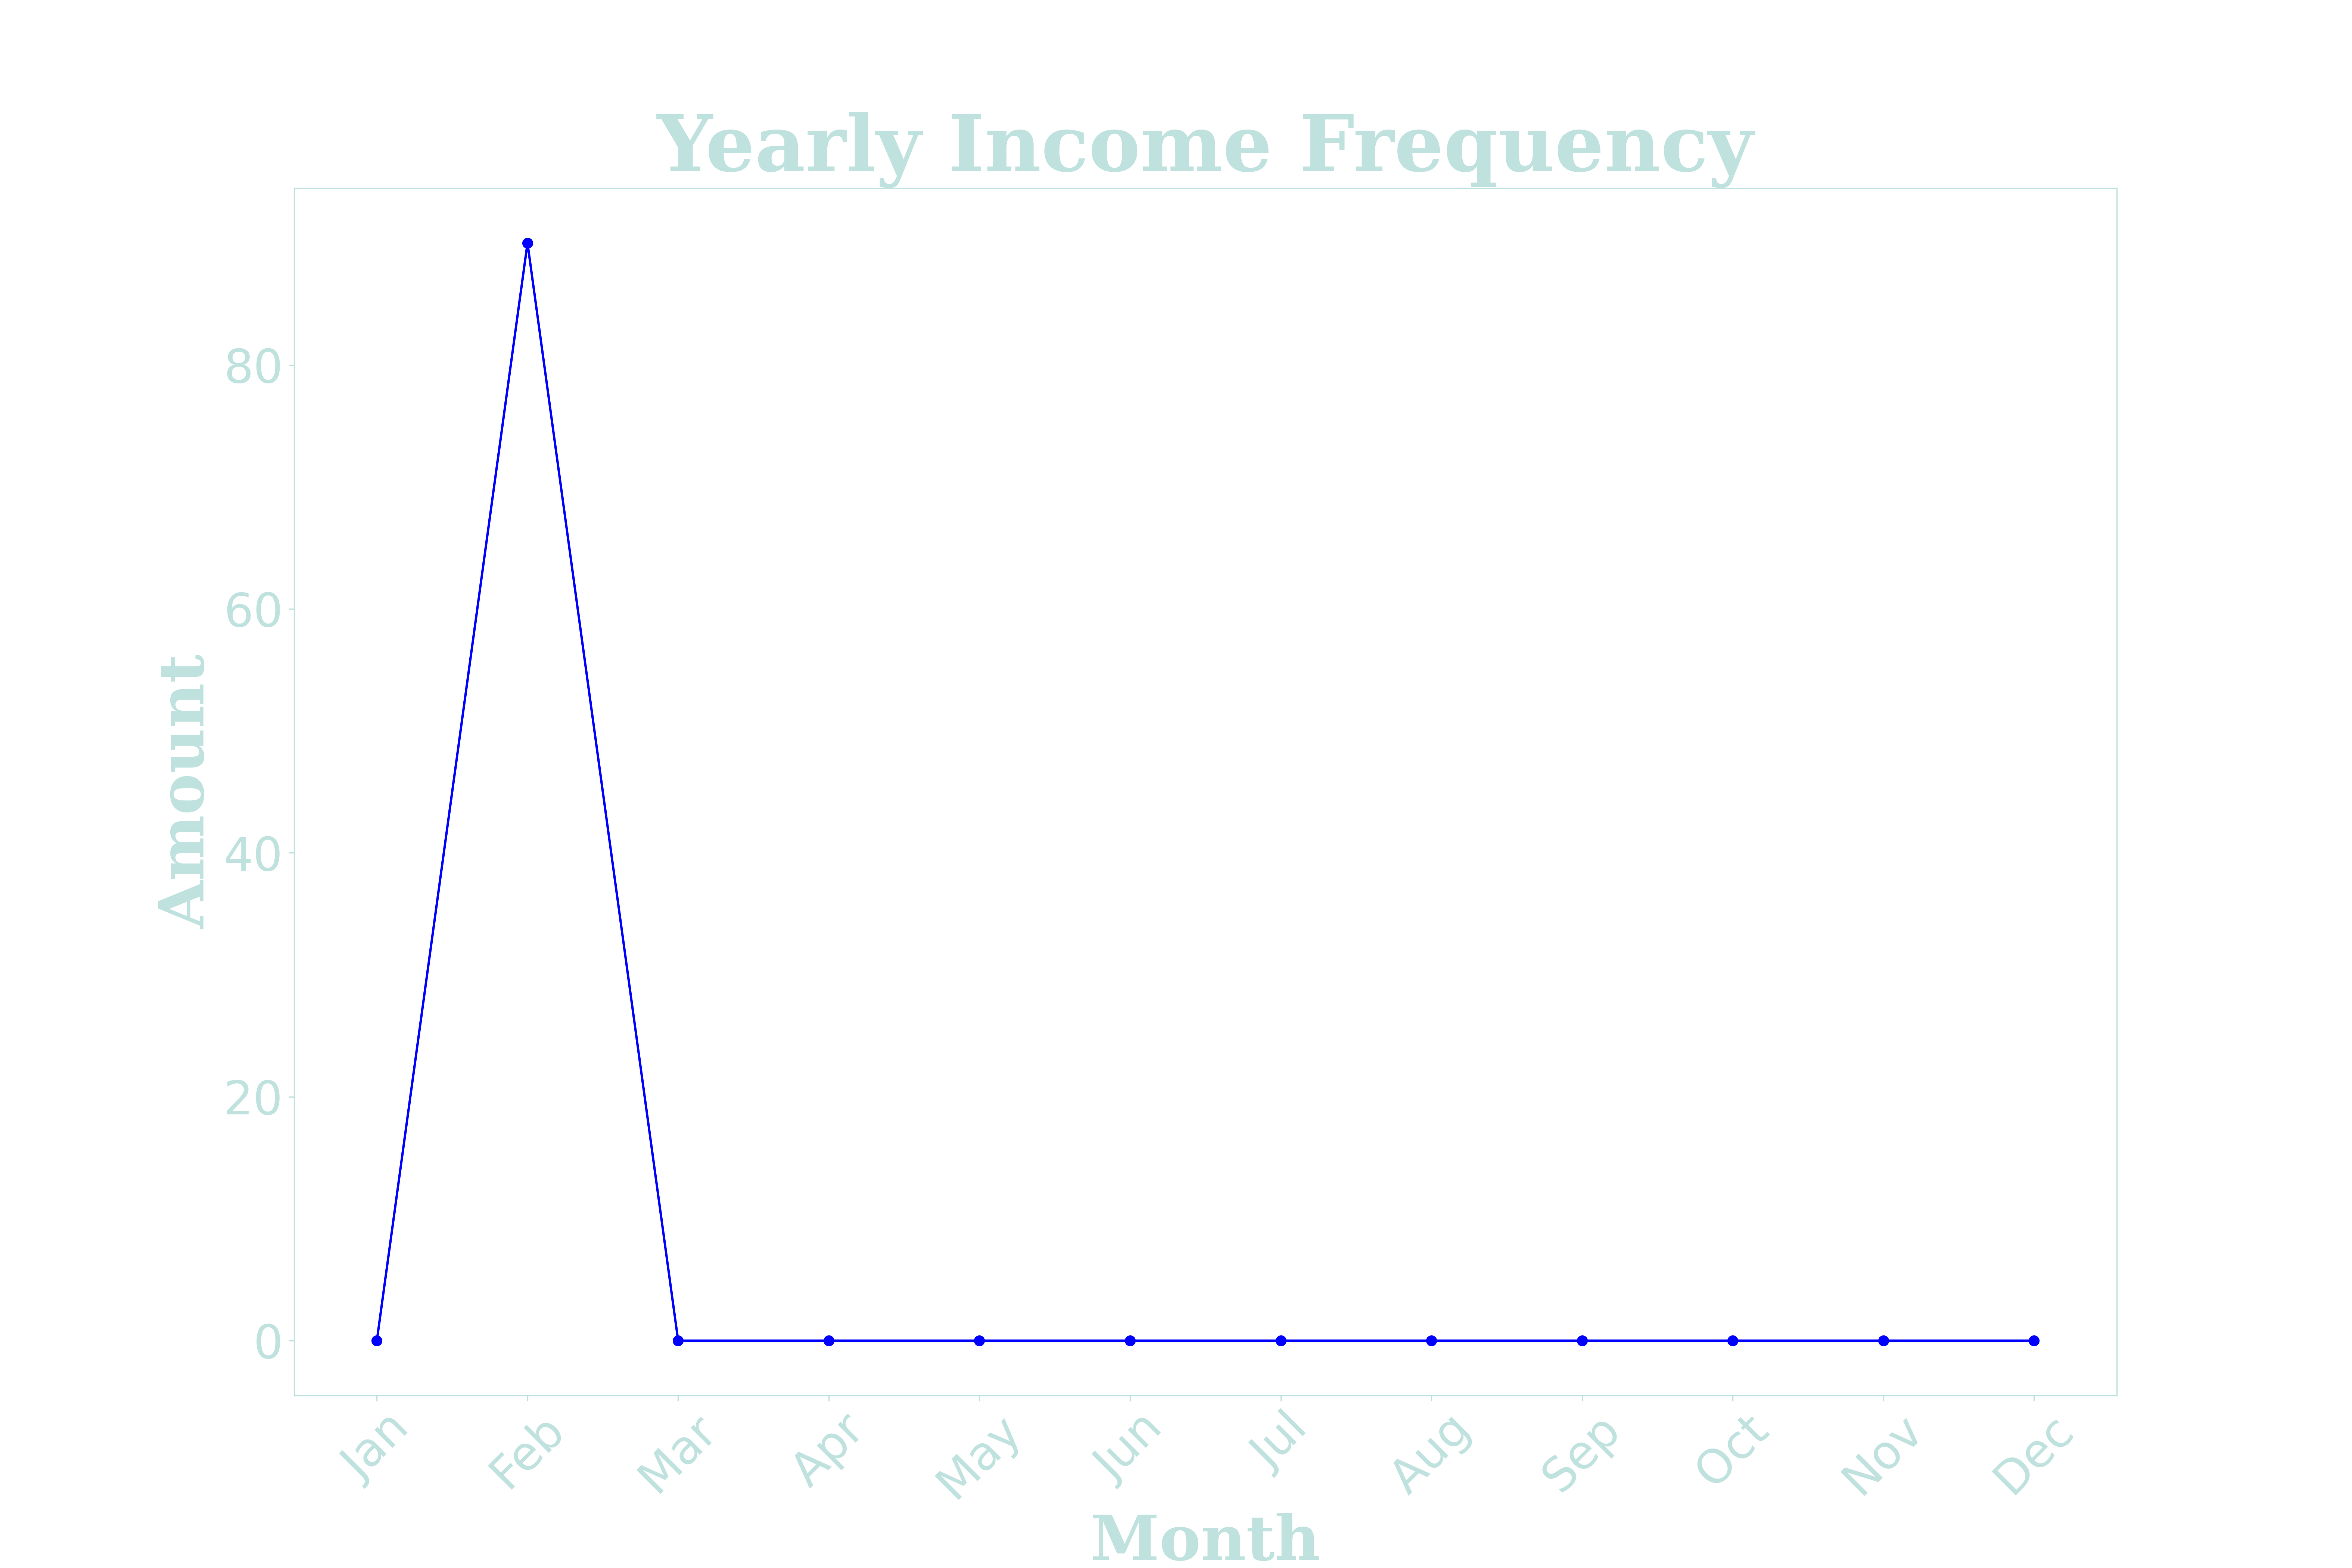 Yearly Income Frequency
Amount
80
60
40
20
0
Jan
Feb
Mar
Apr
May
Jun
Jul
Aug
Sep
Oct
Nov
Dec
Month